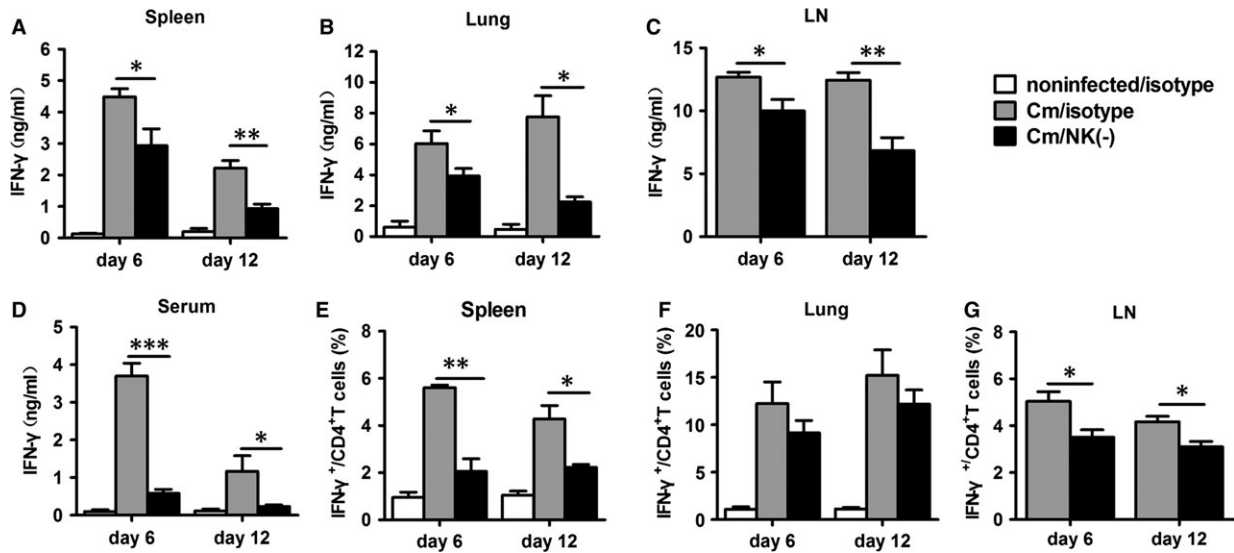 A
Spleen
IFN-γ (ng/ml)
6
5
4
3
2
1
0
*
**
day 6
day 12
B
Lung
IFN-γ (ng/ml)
12
10
8
6
4
2
0
*
*
day 6
day 12
C
LN
IFN-γ (ng/ml)
15
10
5
0
*
**
day 6
day 12
noninfected/isotype
Cm/isotype
Cm/NK(-)
D
Serum
IFN-γ (ng/ml)
5
4
3
2
1
0
***
*
day 6
day 12
E
Spleen
IFN-γ +/CD4+T cells (%)
8
6
4
2
0
**
*
day 6
day 12
F
Lung
IFN-γ +/CD4+T cells (%)
20
15
10
5
0
day 6
day 12
G
LN
IFN-γ +/CD4+T cells (%)
8
6
4
2
0
*
*
day 6
day 12